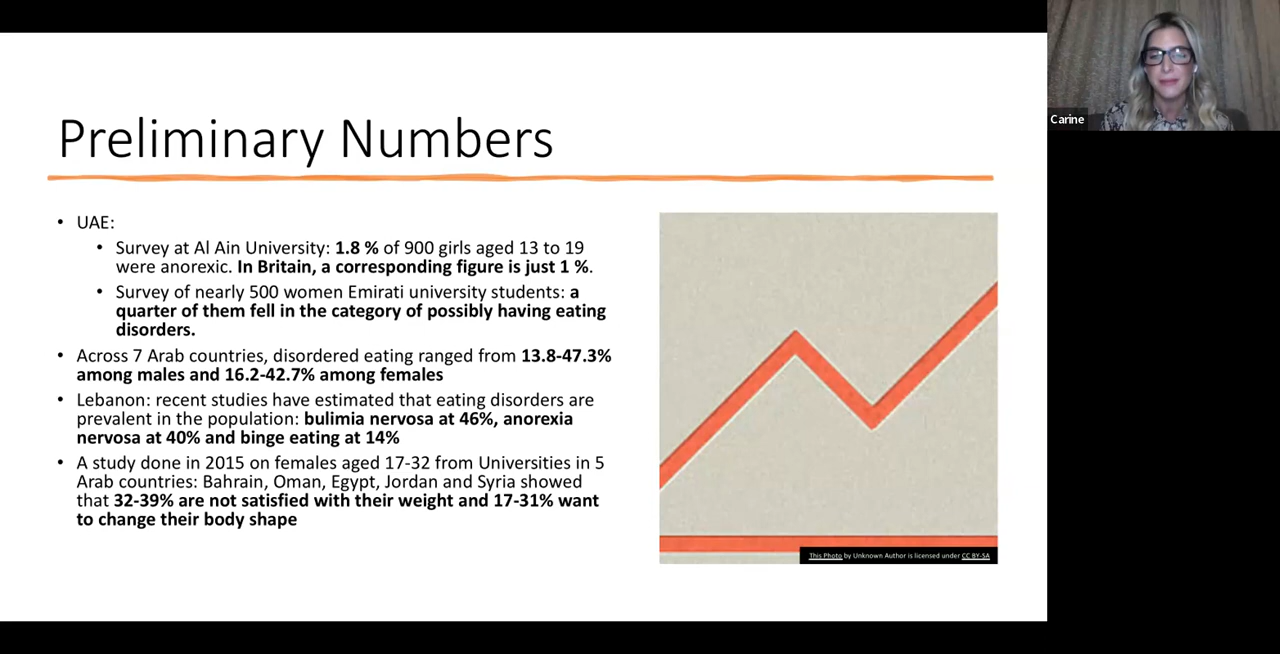 Preliminary Numbers
• UAE:
• Survey at Al Ain University: 1.8 % of 900 girls aged 13 to 19
were anorexic. In Britain, a corresponding figure is just 1 %.
• Survey of nearly 500 women Emirati university students: a
quarter of them fell in the category of possibly having eating
disorders.
• Across 7 Arab countries, disordered eating ranged from 13.8-47.3%
among males and 16.2-42.7% among females
• Lebanon: recent studies have estimated that eating disorders are
prevalent in the population: bulimia nervosa at 46%, anorexia
nervosa at 40% and binge eating at 14%
• A study done in 2015 on females aged 17-32 from Universities in 5
Arab countries: Bahrain, Oman, Egypt, Jordan and Syria showed
that 32-39% are not satisfied with their weight and 17-31% want
to change their body shape
This Photo by Unknown Author is licensed under CC BY-SA
Carine